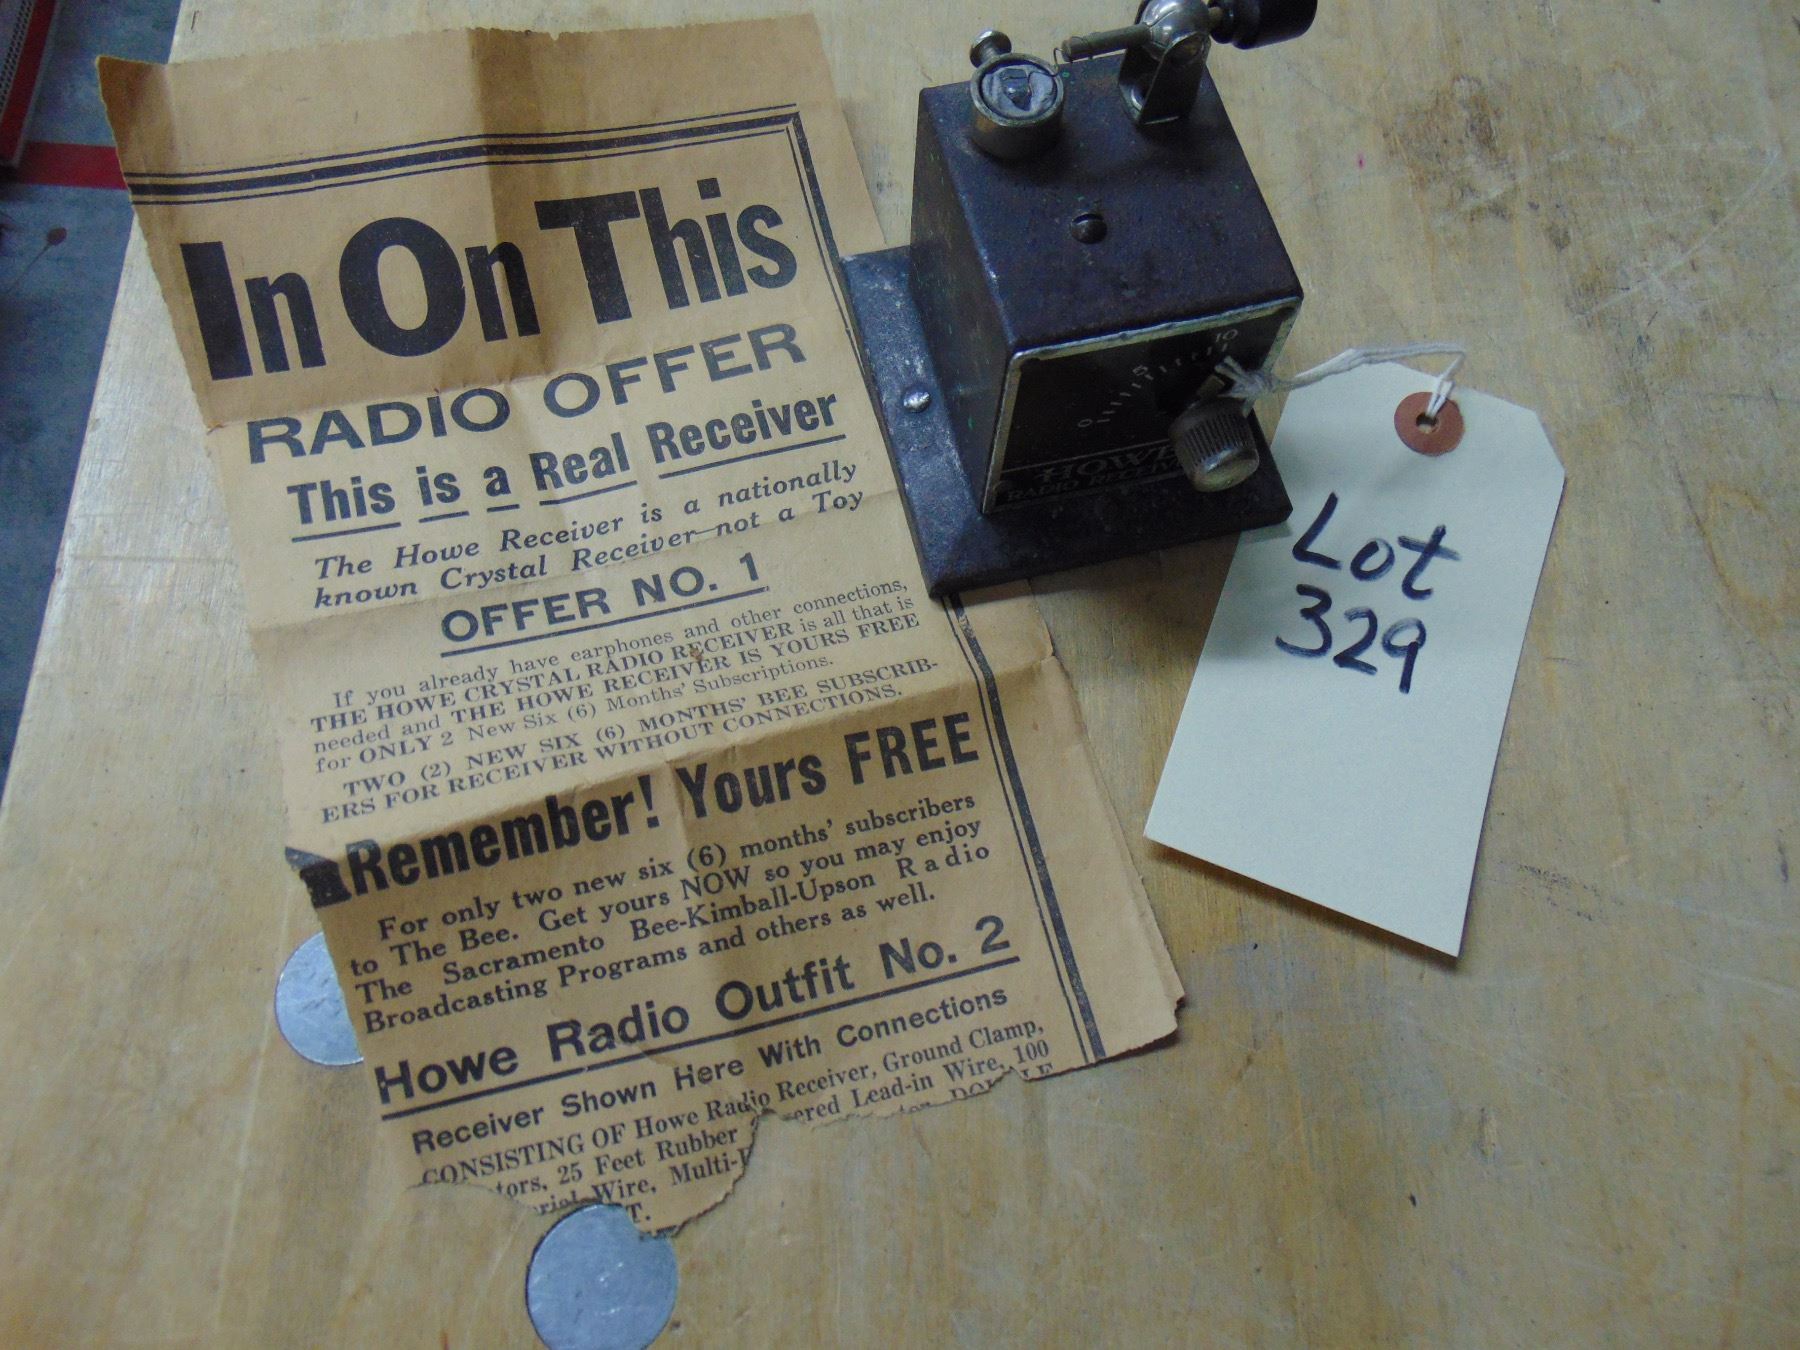 In On This
RADIO OFFER
This is a Real Receiver
The Howe Receiver is a nationally
known Crystal Receiver—not a Toy
OFFER NO. 1
If you already have earphones and other connections,
THE HOWE CRYSTAL RADIO RECEIVER is all that is
needed and THE HOWE RECEIVER IS YOURS FREE
for ONLY 2 New Six (6) Months' Subscriptions.
TWO (2) NEW SIX (6) MONTHS' BEE SUBSCRIB-
ERS FOR RECEIVER WITHOUT CONNECTIONS.
Remember! Yours FREE
For only two new six (6) months' subscribers
to The Bee. Get yours NOW so you may enjoy
The Sacramento Bee-Kimball-Upson Radio
Broadcasting Programs and others as well.
Howe Radio Outfit No. 2
Receiver Shown Here With Connections
CONSISTING OF Howe Radio Receiver, Ground Clamp,
tors, 25 Feet Rubber ered Lead-in Wire, 100
Wire, Multi-
T.
0 5 10
HOWE
RADIO
Lot
329